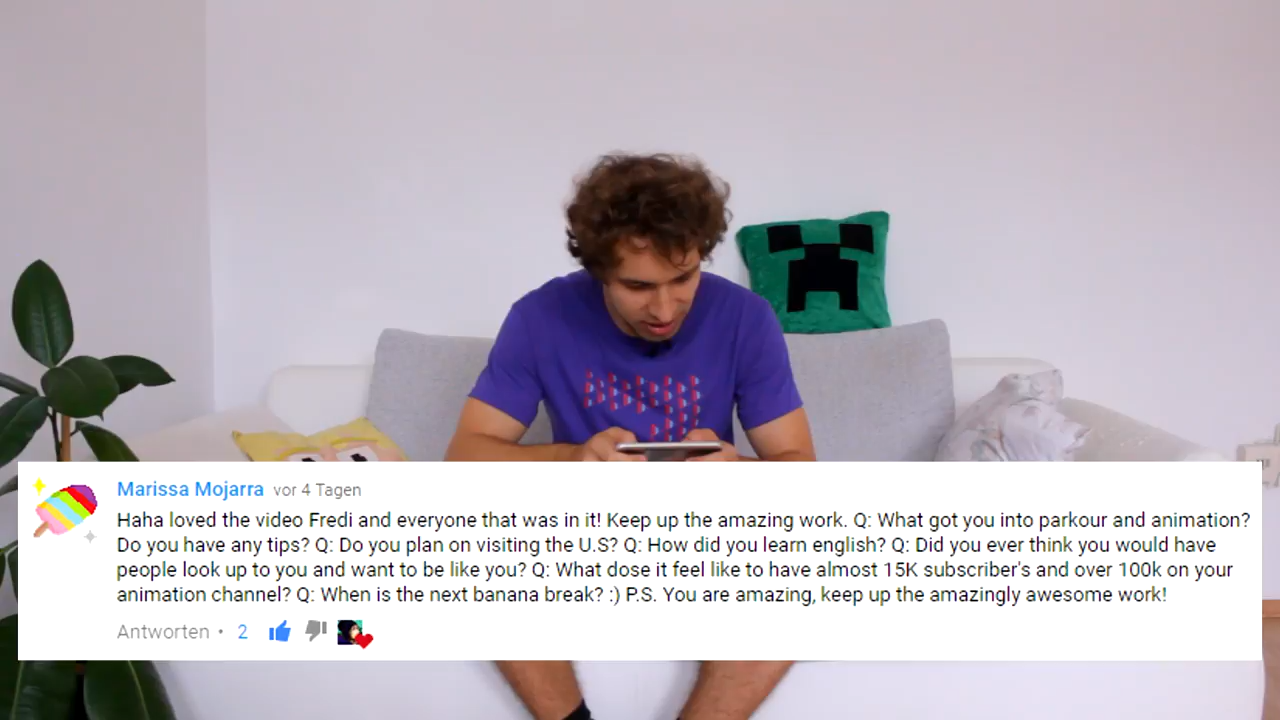 Marissa Mojarra vor 4 Tagen
Haha loved the video Fredi and everyone that was in it! Keep up the amazing work. Q: What got you into parkour and animation?
Do you have any tips? Q: Do you plan on visiting the U.S? Q: How did you learn english? Q: Did you ever think you would have
people look up to you and want to be like you? Q: What dose it feel like to have almost 15K subscriber's and over 100k on your
animation channel? Q: When is the next banana break? :) P.S. You are amazing, keep up the amazingly awesome work!
Antworten • 2